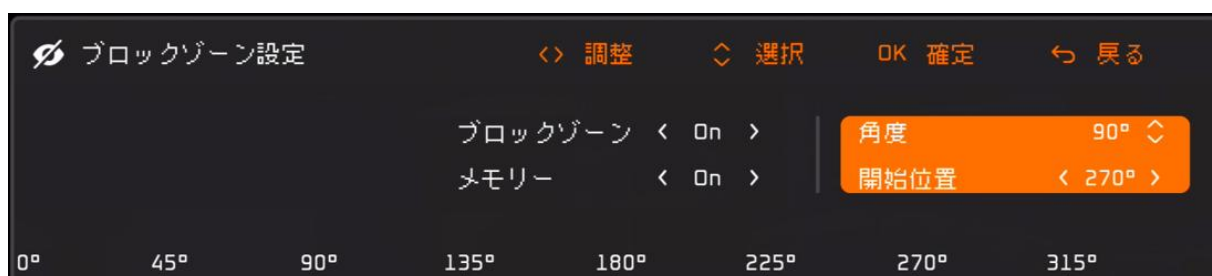 ブロックゾーン設定 <> 調整 選択 OK 確定 戻る
ブロックゾーン < On > 角度 90°
メモリー < On > 開始位置 < 270° >
0° 45° 90° 135° 180° 225° 270° 315°